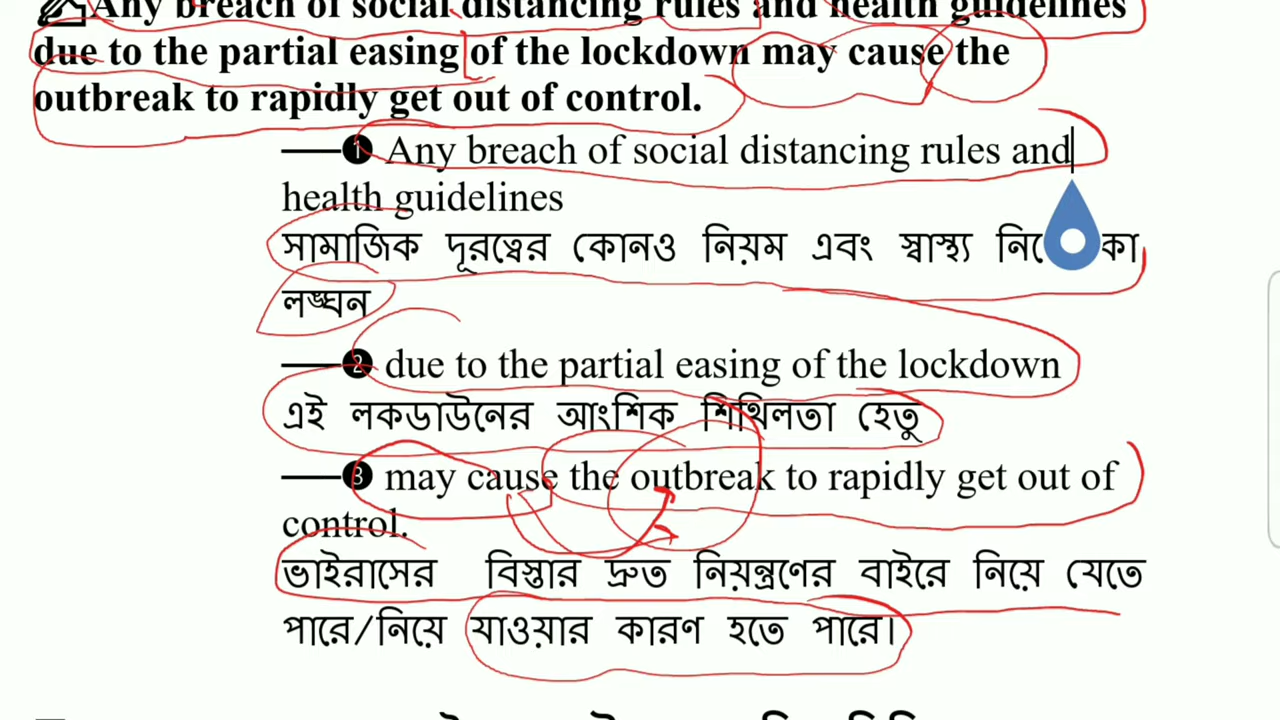 Any breach of social distancing rules and health guidelines
due to the partial easing of the lockdown may cause the
outbreak to rapidly get out of control.
——❶ Any breach of social distancing rules and
health guidelines
সামাজিক দূরত্বের কোনও নিয়ম এবং স্বাস্থ্য
লঙ্ঘন
——❷ due to the partial easing of the lockdown
এই লকডাউনের আংশিক শিথিলতা হেতু
——❸ may cause the outbreak to rapidly get out of
control.
ভাইরাসের বিস্তার দ্রুত নিয়ন্ত্রণের বাইরে নিয়ে যেতে
পারে/নিয়ে যাওয়ার কারণ হতে পারে।